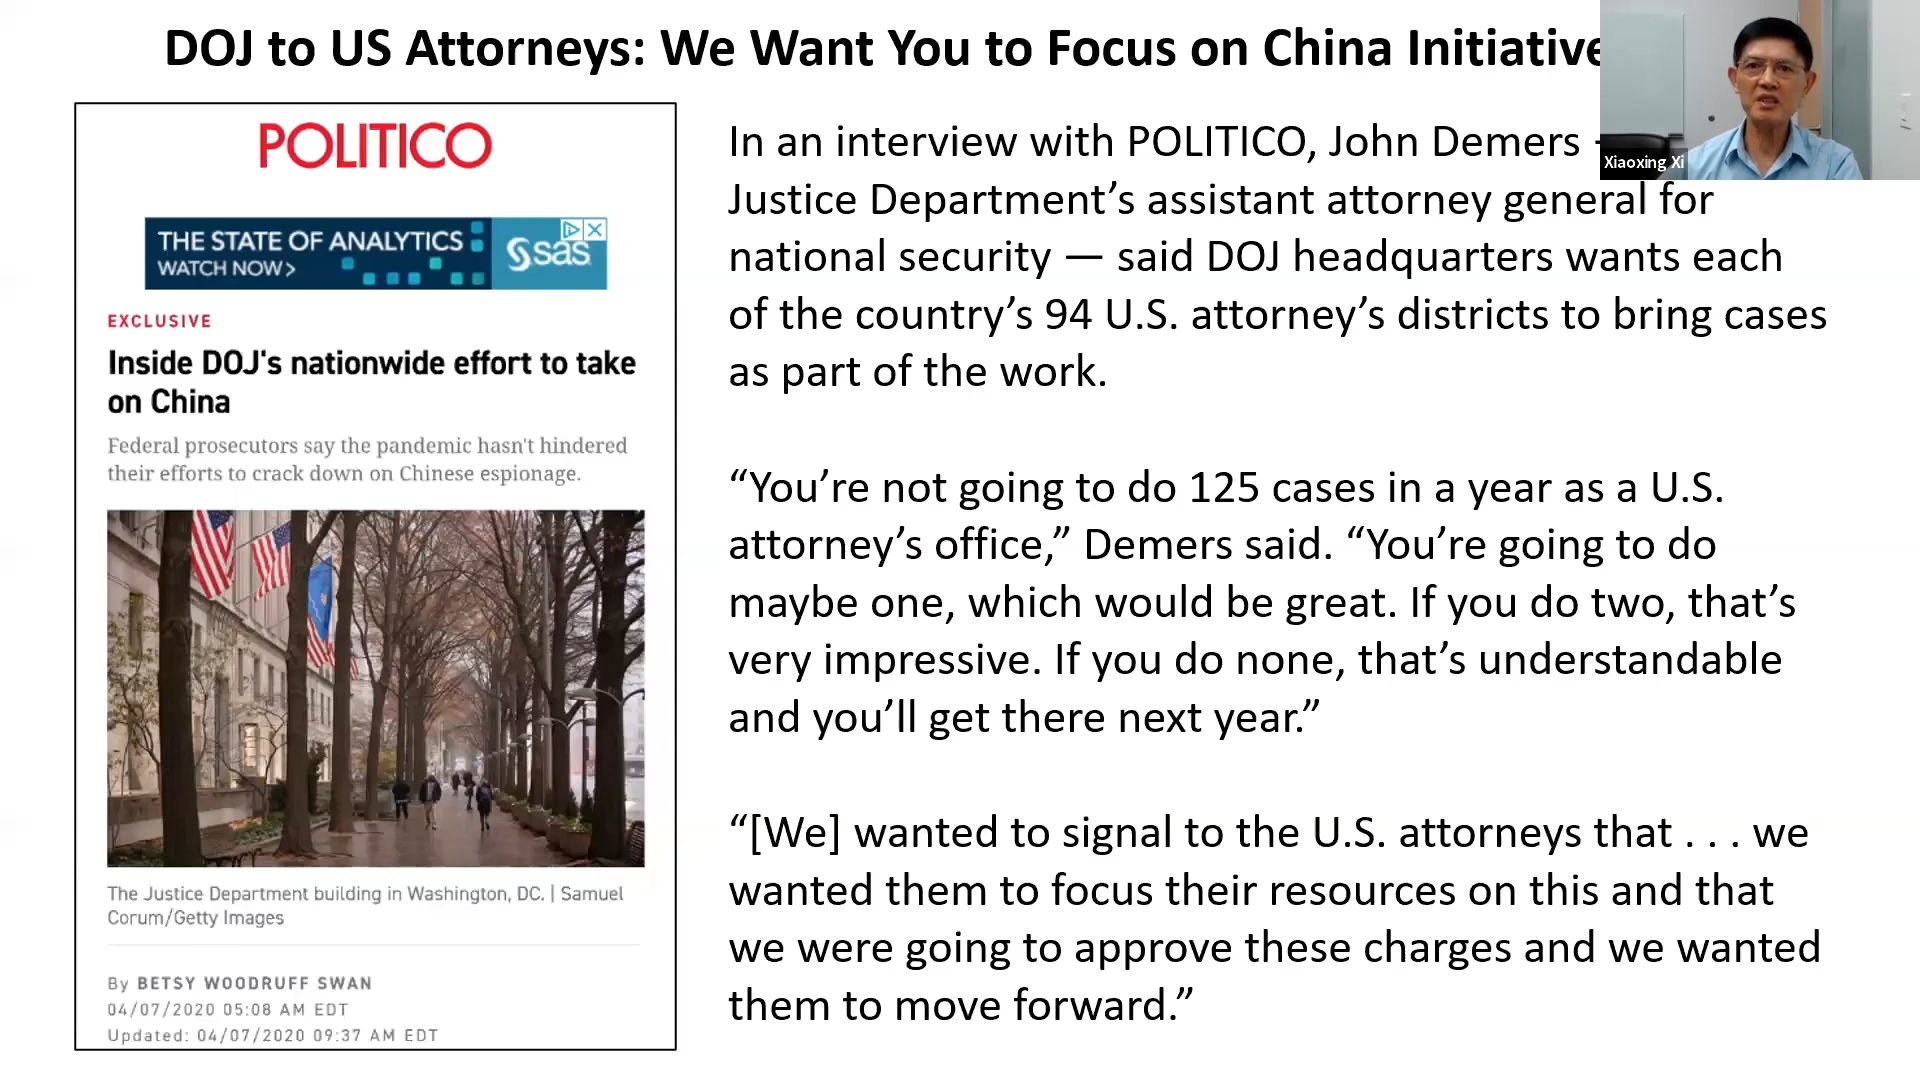 DOJ to US Attorneys: We Want You to Focus on China Initiative
POLITICO
THE STATE OF ANALYTICS
WATCH NOW>
sas
EXCLUSIVE
Inside DOJ's nationwide effort to take
on China
Federal prosecutors say the pandemic hasn't hindered
their efforts to crack down on Chinese espionage.
The Justice Department building in Washington, DC. | Samuel
Corum/Getty Images
By BETSY WOODRUFF SWAN
04/07/2020 05:08 AM EDT
Updated: 04/07/2020 09:37 AM EDT
In an interview with POLITICO, John Demers
Justice Department’s assistant attorney general for
national security — said DOJ headquarters wants each
of the country’s 94 U.S. attorney’s districts to bring cases
as part of the work.
“You’re not going to do 125 cases in a year as a U.S.
attorney’s office,” Demers said. “You’re going to do
maybe one, which would be great. If you do two, that’s
very impressive. If you do none, that’s understandable
and you’ll get there next year.”
“[We] wanted to signal to the U.S. attorneys that . . . we
wanted them to focus their resources on this and that
we were going to approve these charges and we wanted
them to move forward.”
Xiaoxing Xi